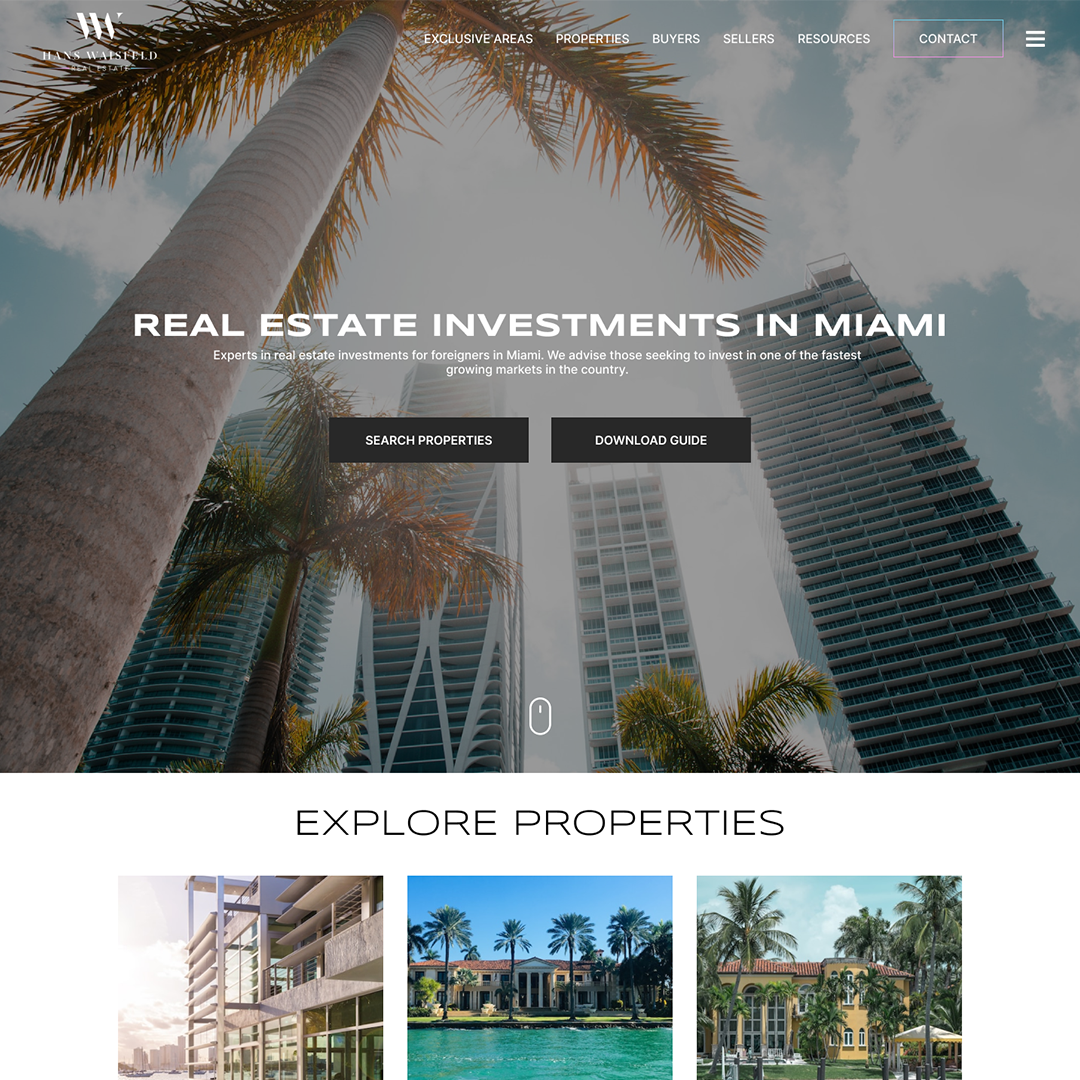 HANS WAISFELD
REAL ESTATE
EXCLUSIVE AREAS PROPERTIES BUYERS SELLERS RESOURCES CONTACT
REAL ESTATE INVESTMENTS IN MIAMI
Experts in real estate investments for foreigners in Miami. We advise those seeking to invest in one of the fastest
growing markets in the country.
SEARCH PROPERTIES DOWNLOAD GUIDE
EXPLORE PROPERTIES